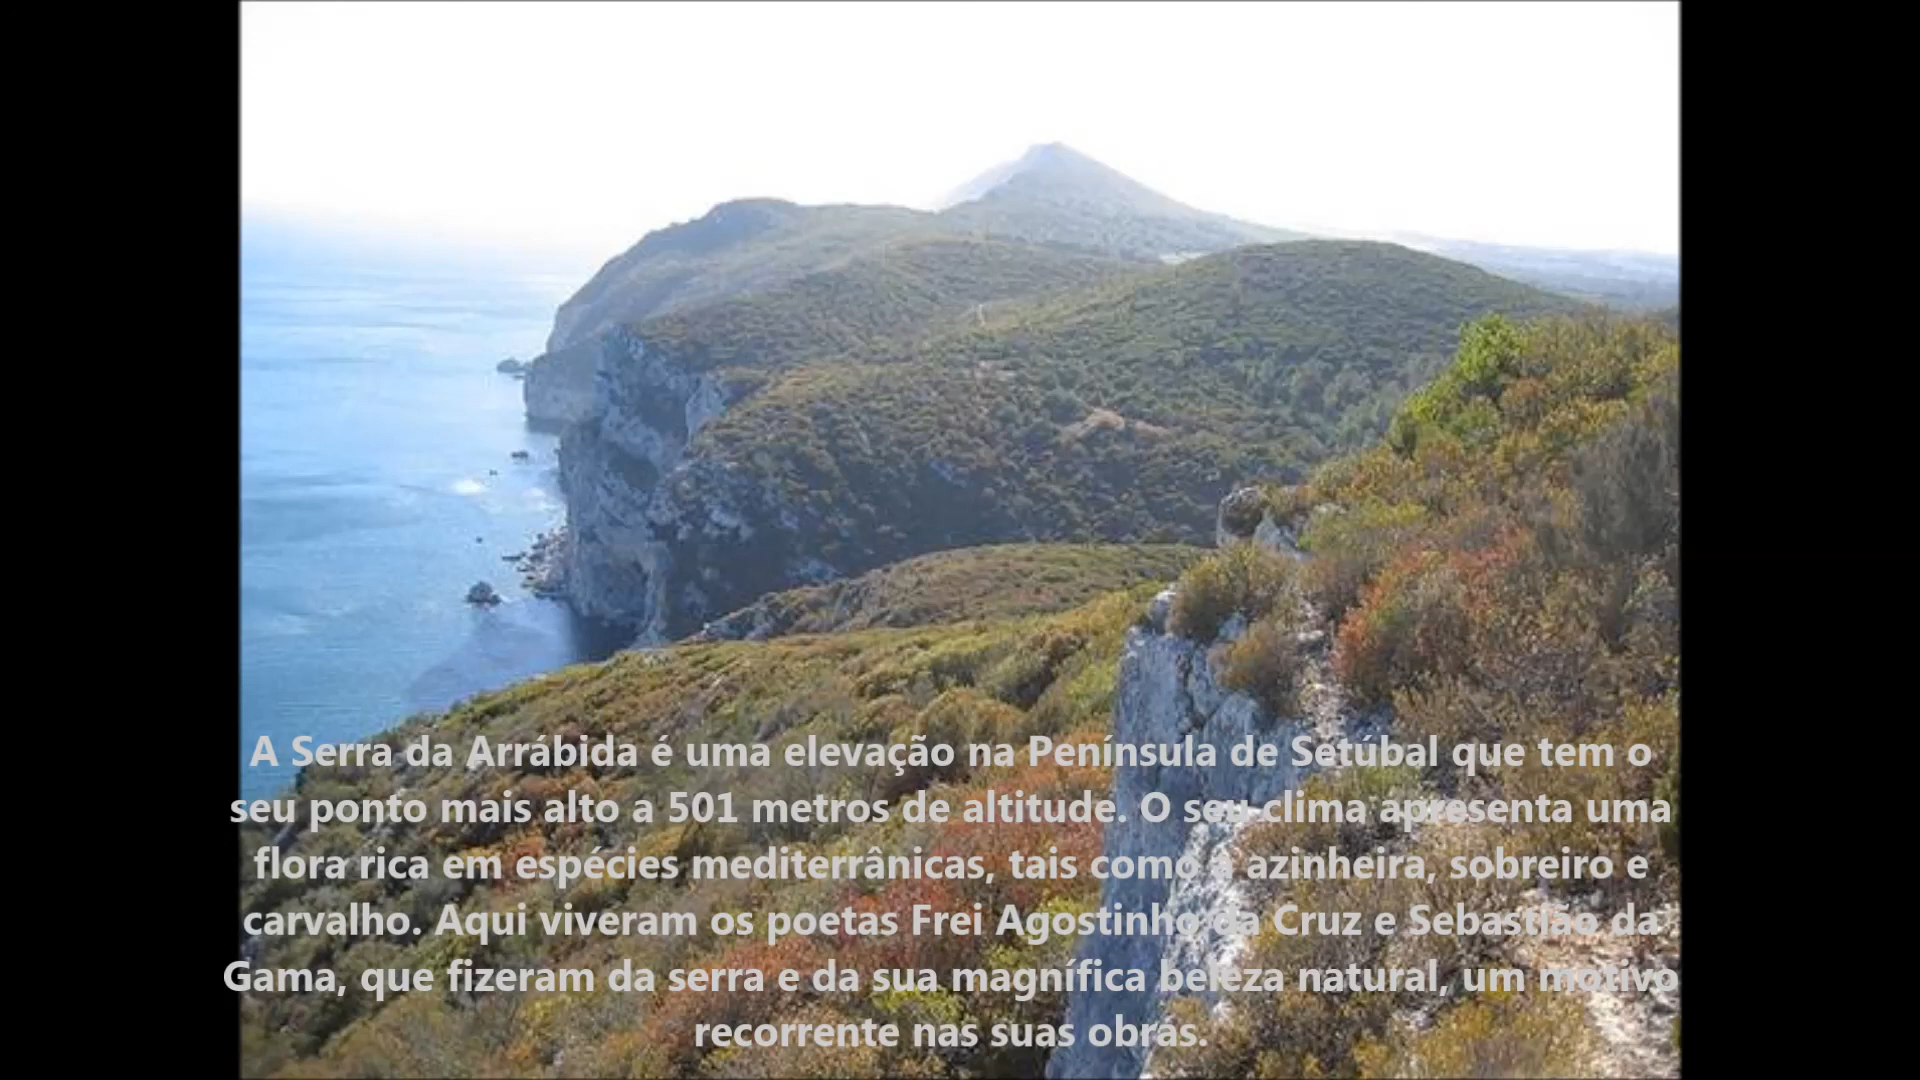 A Serra da Arrábida é uma elevação na Península de Setúbal que tem o
seu ponto mais alto a 501 metros de altitude. O seu clima apresenta uma
flora rica em espécies mediterrânicas, tais como a azinheira, sobreiro e
carvalho. Aqui viveram os poetas Frei Agostinho da Cruz e Sebastião da
Gama, que fizeram da serra e da sua magnífica beleza natural, um motivo
recorrente nas suas obras.